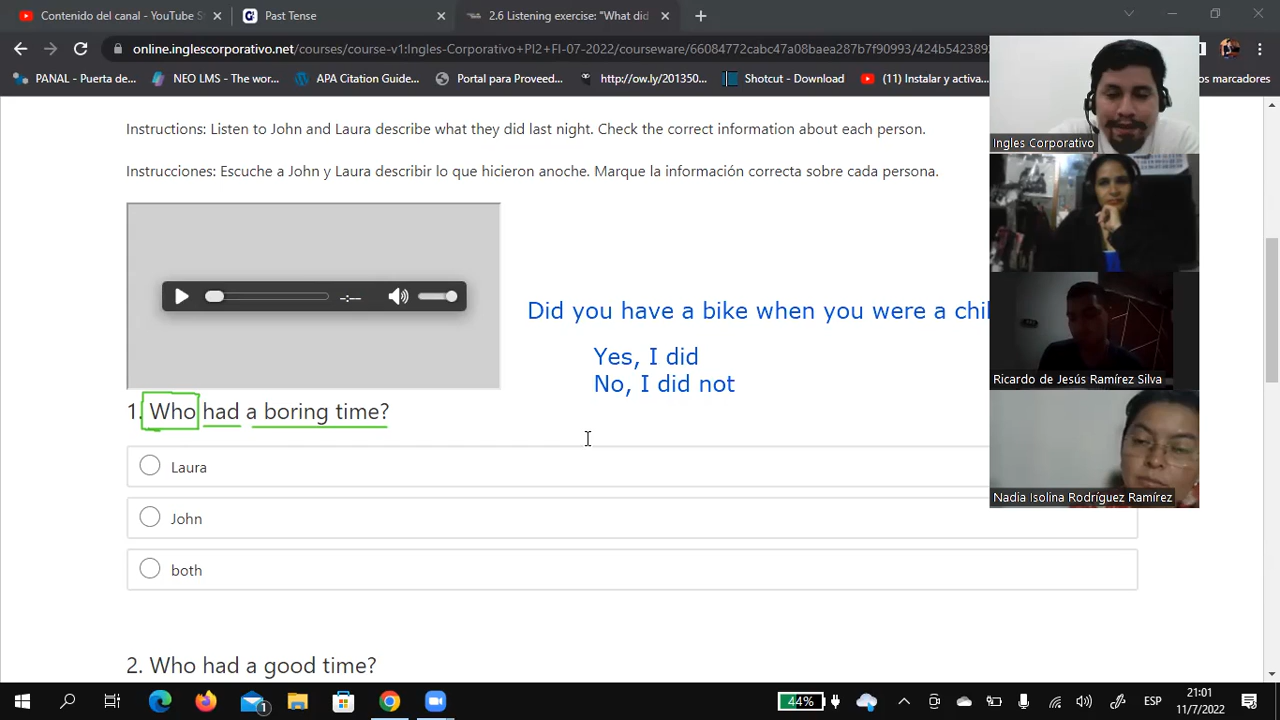 Contenido del canal - YouTube S
Past Tense
2.6 Listening exercise: "What did
online.inglescorporativo.net/courses/course-v1:Ingles-Corporativo+PI2+FI-07-2022/courseware/66084772cabc47a08baea287b7f90993/424b5423892
PANAL - Puerta de...
NEO LMS - The wor...
APA Citation Guide...
Portal para Proveed...
http://ow.ly/201350...
Shotcut - Download
(11) Instalar y activa...
os marcadores
Instructions: Listen to John and Laura describe what they did last night. Check the correct information about each person.
Ingles Corporativo
Instrucciones: Escuche a John y Laura describir lo que hicieron anoche. Marque la información correcta sobre cada persona.
-:--
Did you have a bike when you were a chil
Yes, I did
No, I did not
Ricardo de Jesús Ramírez Silva
1. Who had a boring time?
Laura
Nadia Isolina Rodríguez Ramírez
John
both
2. Who had a good time?
1
44%
ESP
21:01
11/7/2022